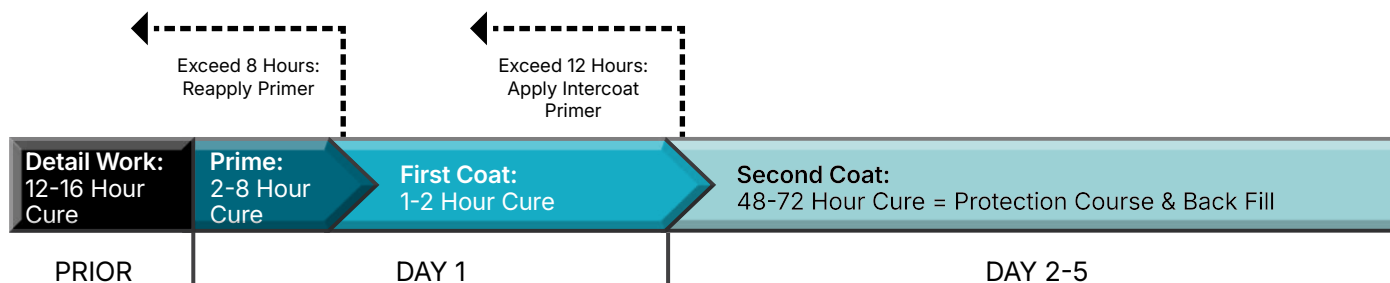 Exceed 8 Hours:
Reapply Primer
Exceed 12 Hours:
Apply Intercoat
Primer
Detail Work:
12-16 Hour
Cure
Prime:
2-8 Hour
Cure
First Coat:
1-2 Hour Cure
Second Coat:
48-72 Hour Cure = Protection Course & Back Fill
PRIOR
DAY 1
DAY 2-5